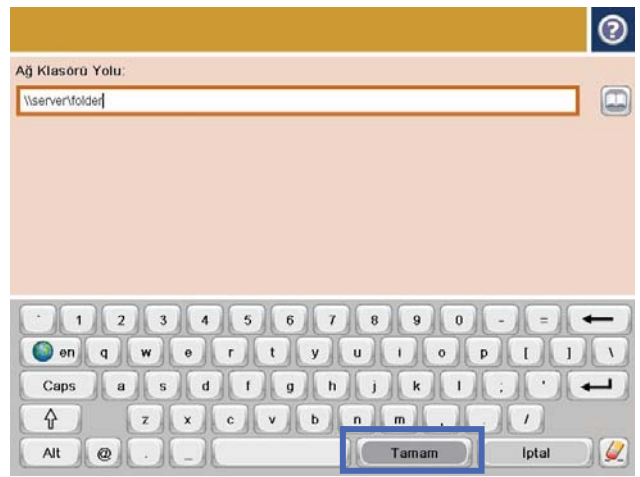 ?
Ağ Klasörü Yolu:
\\server\folder
` 1 2 3 4 5 6 7 8 9 0 - =
en q w e r t y u ı o p [ ] \
Caps a s d f g h j k l ; '
z x c v b n m , . /
Alt @ . _ Tamam İptal